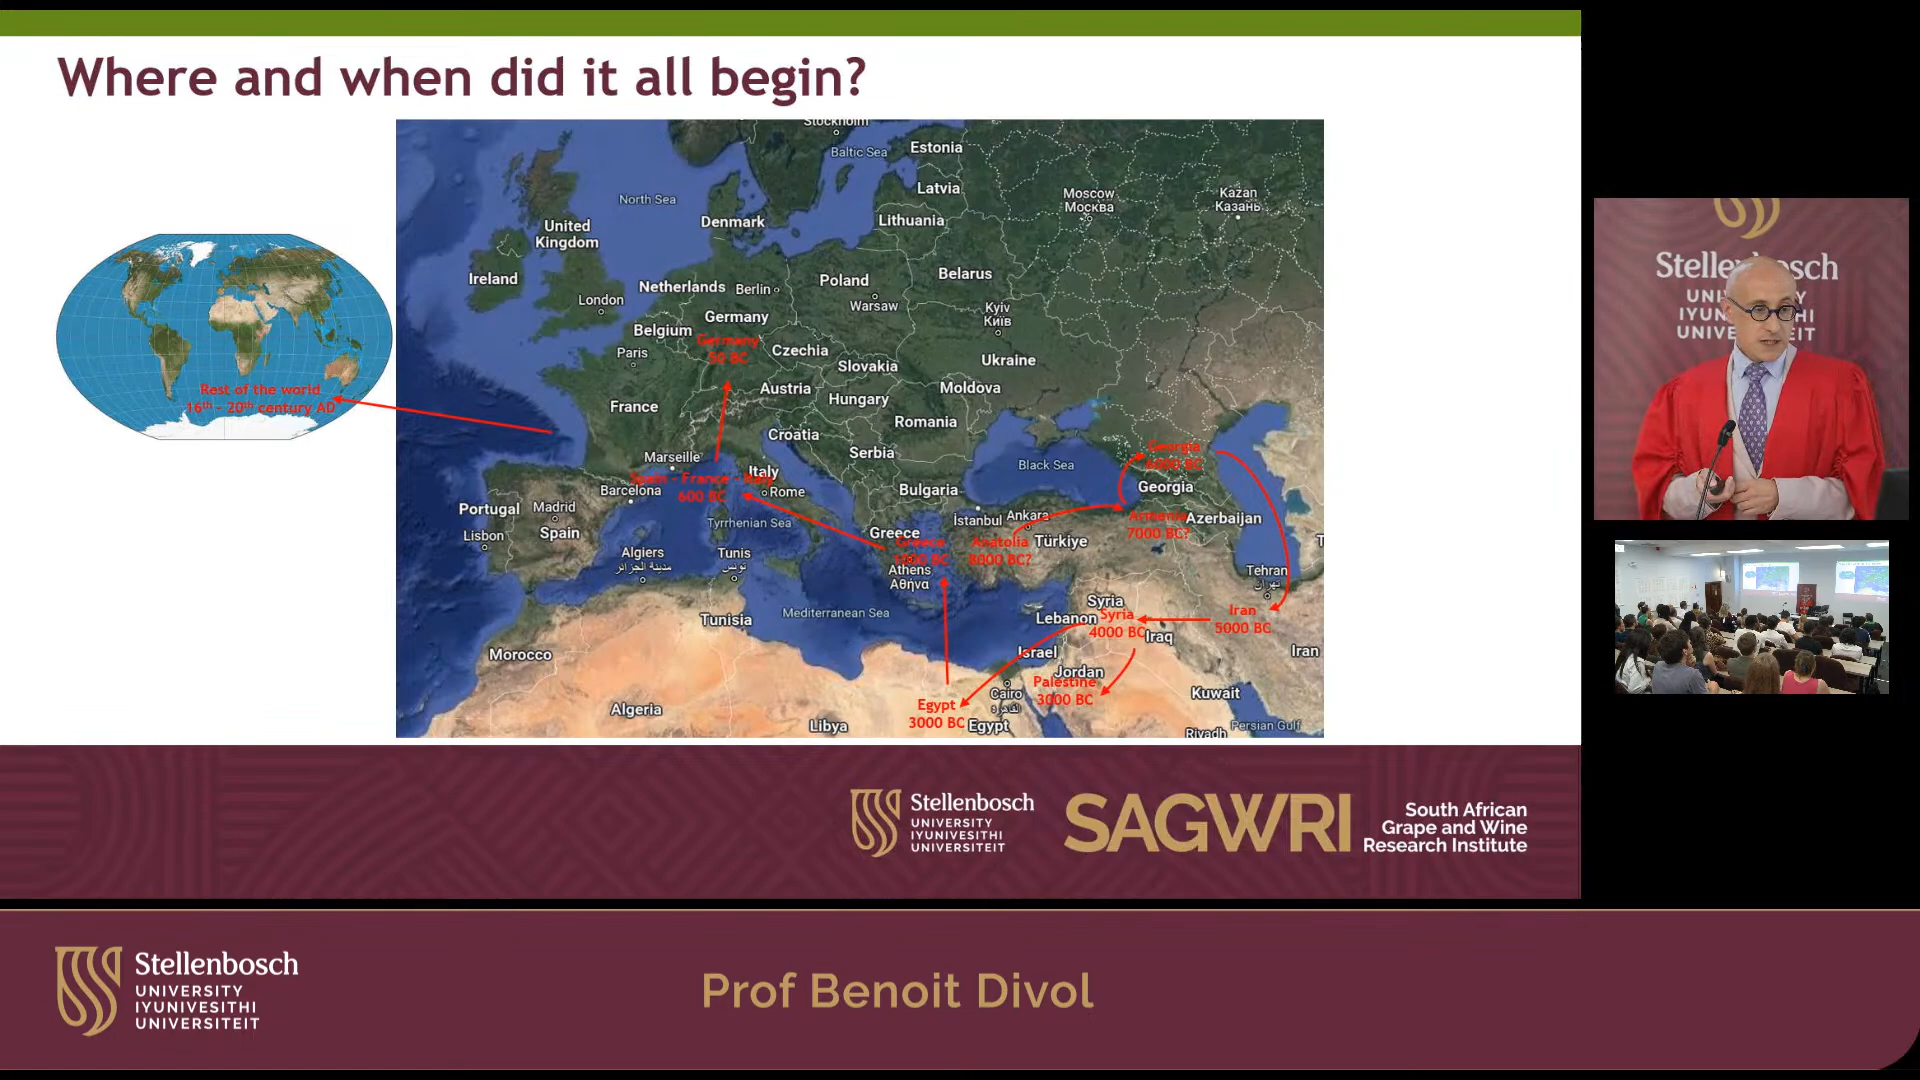 Where and when did it all begin?
Stockholm
Baltic Sea
Estonia
Latvia
Lithuania
Moscow
Москва
Kazan
Казань
North Sea
Denmark
United
Kingdom
Ireland
London
Netherlands
Berlin
Poland
Warsaw
Belarus
Kyiv
Київ
Germany
Belgium
Germany
50 BC
Paris
Czechia
Slovakia
Ukraine
Austria
Hungary
Moldova
France
Romania
Croatia
Serbia
Rest of the world
16th - 20th century AD
Marseille
Italy
Spain - France - Italy
600 BC
Barcelona
Rome
Bulgaria
Black Sea
Georgia
6000 BC
Georgia
Portugal
Madrid
Lisbon
Spain
Tyrrhenian Sea
İstanbul
Ankara
Armenia
7000 BC?
Azerbaijan
Greece
Greece
1000 BC
Anatolia
8000 BC?
Türkiye
Athens
Αθήνα
Algiers
مدينة الجزائر
Tunis
تونس
Tehran
تهران
Tunisia
Mediterranean Sea
Syria
Lebanon
Syria
4000 BC
Iraq
Iran
5000 BC
Morocco
Israel
Jordan
Iran
Palestine
3000 BC
Cairo
القاهرة
Kuwait
Algeria
Libya
Egypt
3000 BC
Egypt
Riyadh
Persian Gulf
Stellenbosch
UNIVERSITY
IYUNIVESITHI
UNIVERSITEIT
SAGWRI
South African
Grape and Wine
Research Institute
Stellenbosch
UNIVERSITY
IYUNIVESITHI
UNIVERSITEIT
Prof Benoit Divol